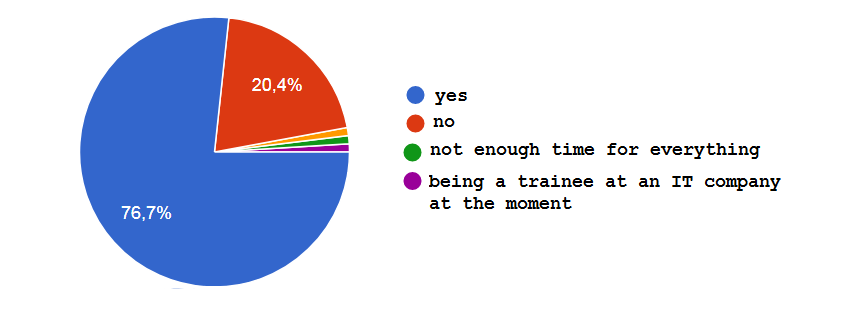 20,4%
76,7%
yes
no
not enough time for everything
being a trainee at an IT company
at the moment